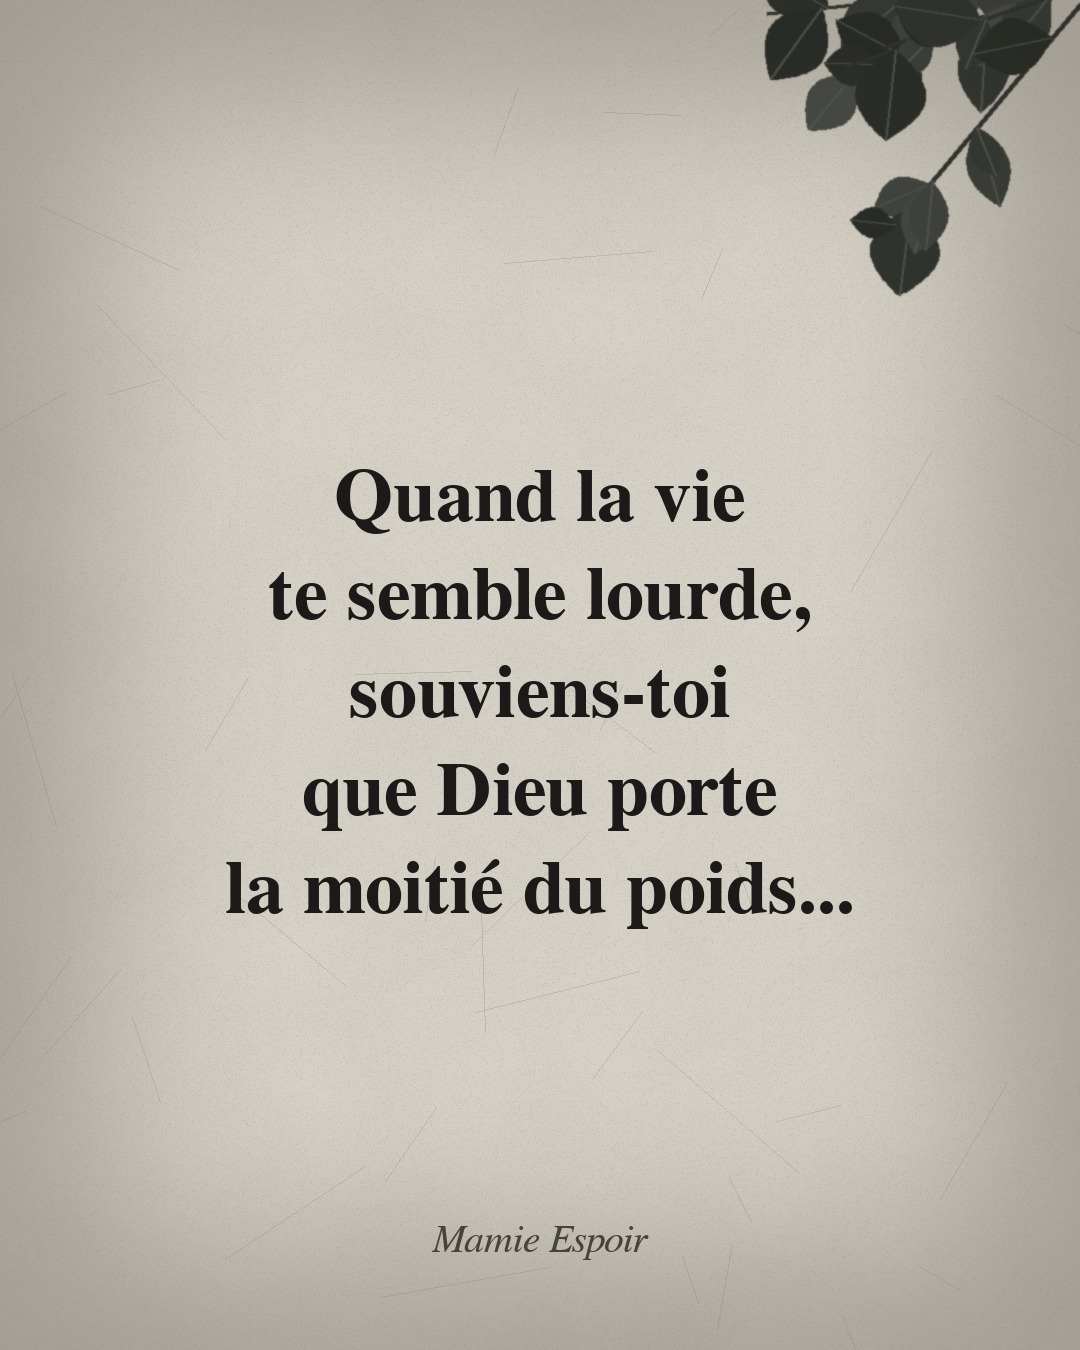 Quand la vie
te semble lourde,
souviens-toi
que Dieu porte
la moitié du poids...
Mamie Espoir